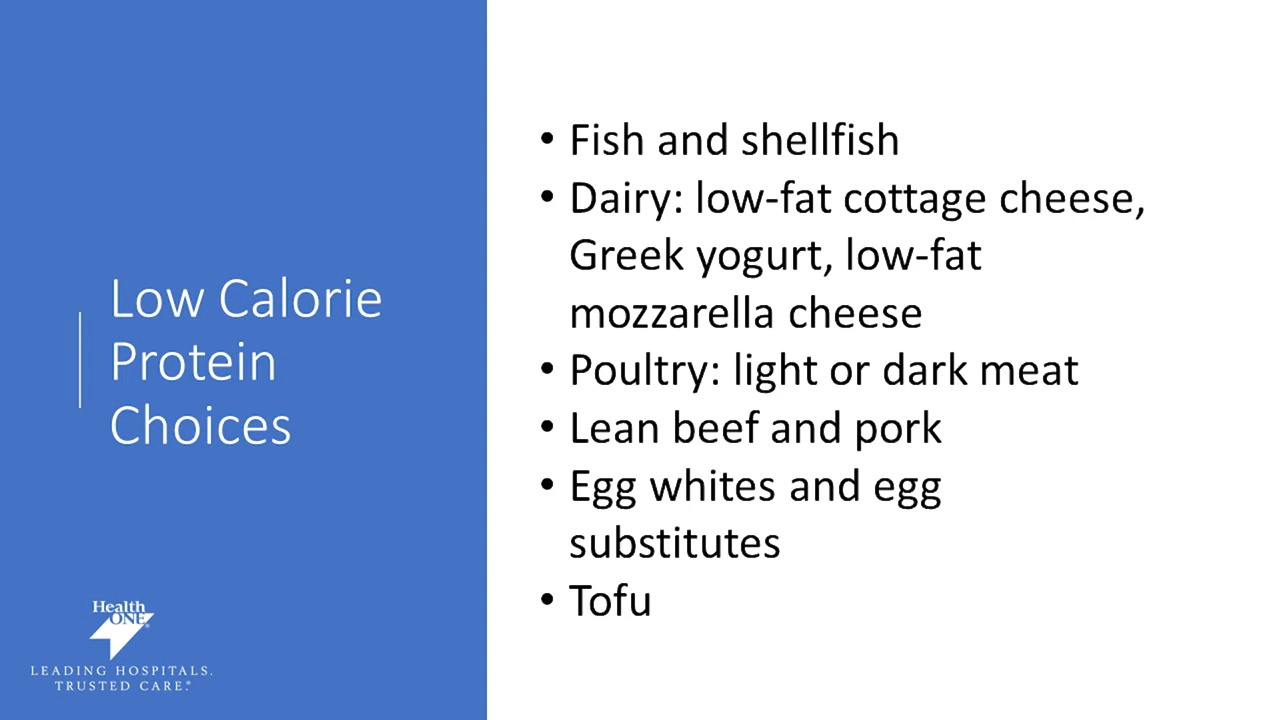 Low Calorie
Protein
Choices
Health
ONE®
LEADING HOSPITALS.
TRUSTED CARE.®
• Fish and shellfish
• Dairy: low-fat cottage cheese,
Greek yogurt, low-fat
mozzarella cheese
• Poultry: light or dark meat
• Lean beef and pork
• Egg whites and egg
substitutes
• Tofu